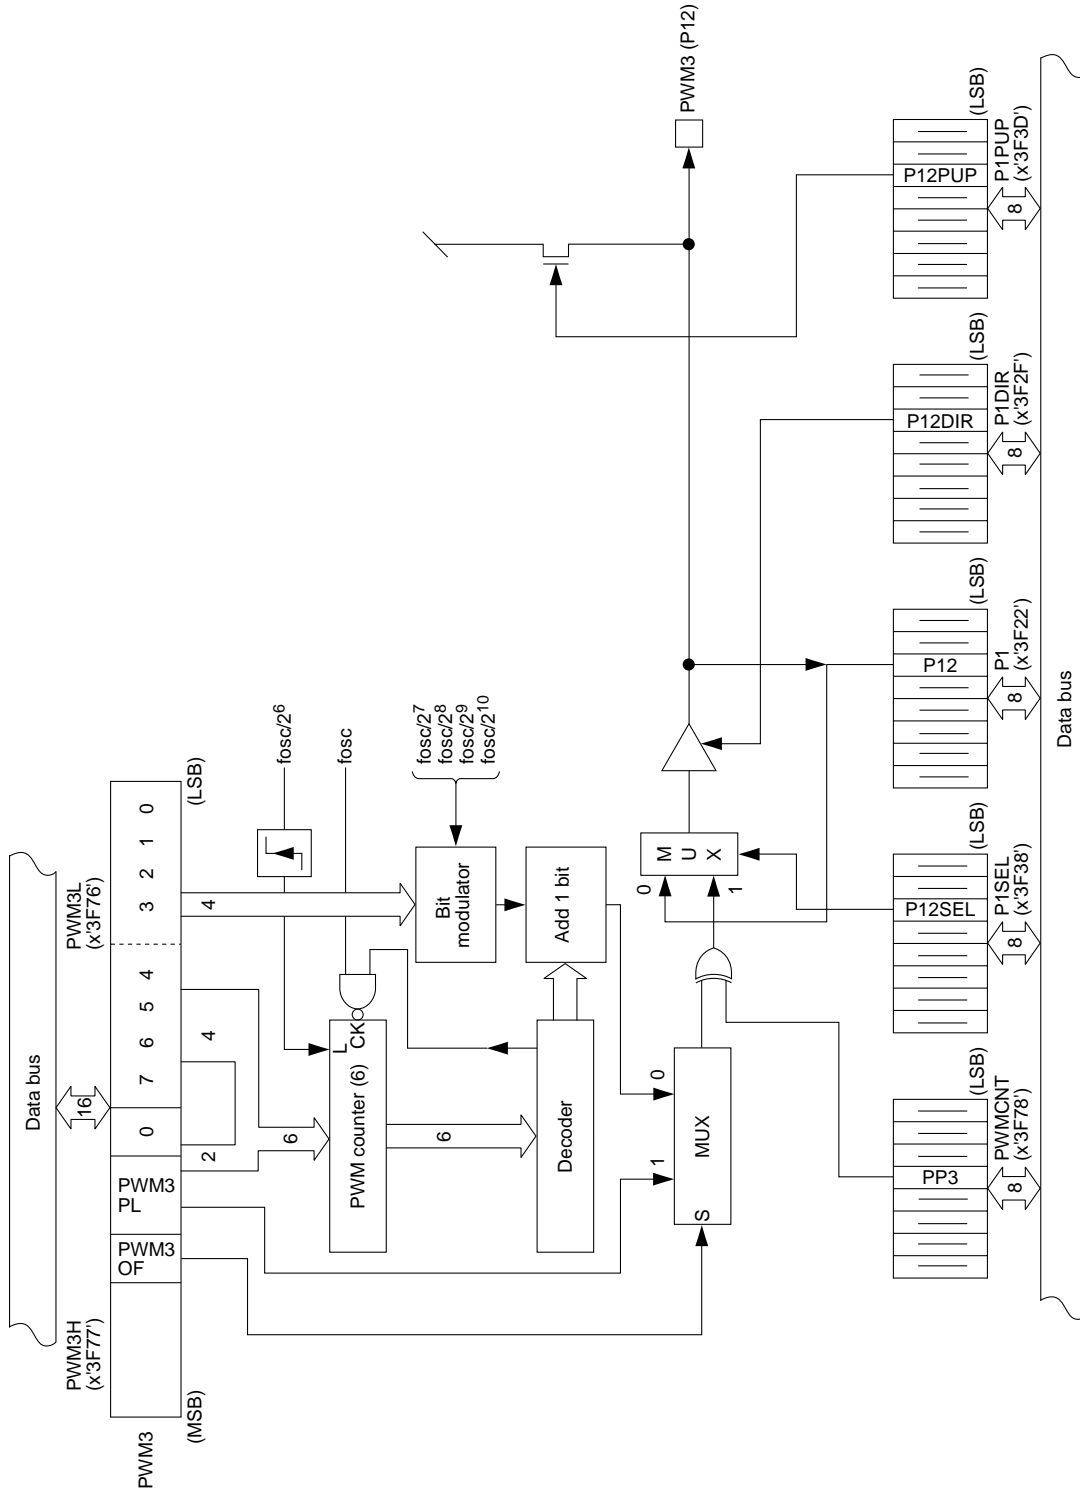 Data bus
16
PWM3
PWM3H
(x'3F77')
PWM3L
(x'3F76')
PWM3
OF
PWM3
PL
0 7 6 5 4 3 2 1 0
(MSB)
(LSB)
2
4
4
6
fosc/2⁶
fosc
PWM counter (6)
L
CK
6
fosc/2⁷
fosc/2⁸
fosc/2⁹
fosc/2¹⁰
Bit
modulator
Decoder
Add 1 bit
1
0
S
MUX
0
1
M
U
X
PWM3 (P12)
PP3
(LSB)
PWMCNT
(x'3F78')
8
P12SEL
(LSB)
P1SEL
(x'3F38')
8
P12
(LSB)
P1
(x'3F22')
8
P12DIR
(LSB)
P1DIR
(x'3F2F')
8
P12PUP
(LSB)
P1PUP
(x'3F3D')
8
Data bus